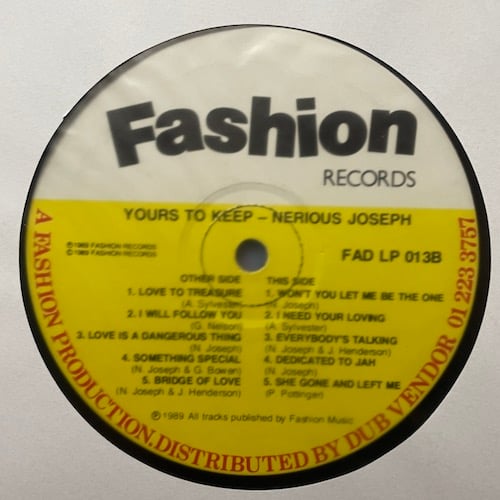 Fashion
RECORDS
YOURS TO KEEP – NERIOUS JOSEPH
℗ 1989 FASHION RECORDS
© 1989 FASHION RECORDS
FAD LP 013B
OTHER SIDE
1. LOVE TO TREASURE
(A. Sylvester)
2. I WILL FOLLOW YOU
(G. Nelson)
3. LOVE IS A DANGEROUS THING
(N. Joseph)
4. SOMETHING SPECIAL
(N. Joseph & G. Bowen)
5. BRIDGE OF LOVE
(N. Joseph & J. Henderson)
THIS SIDE
1. WON'T YOU LET ME BE THE ONE
(N. Joseph)
2. I NEED YOUR LOVING
(A. Sylvester)
3. EVERYBODY'S TALKING
(N. Joseph & J. Henderson)
4. DEDICATED TO JAH
(N. Joseph)
5. SHE GONE AND LEFT ME
(P. Pottinger)
℗ 1989 All tracks published by Fashion Music
A FASHION PRODUCTION. DISTRIBUTED BY DUB VENDOR 01 223 3757